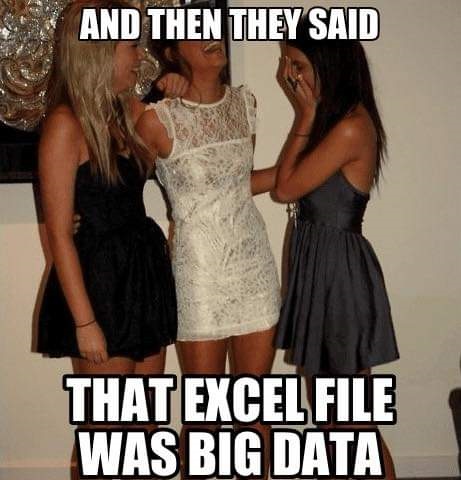 AND THEN THEY SAID
THAT EXCEL FILE
WAS BIG DATA